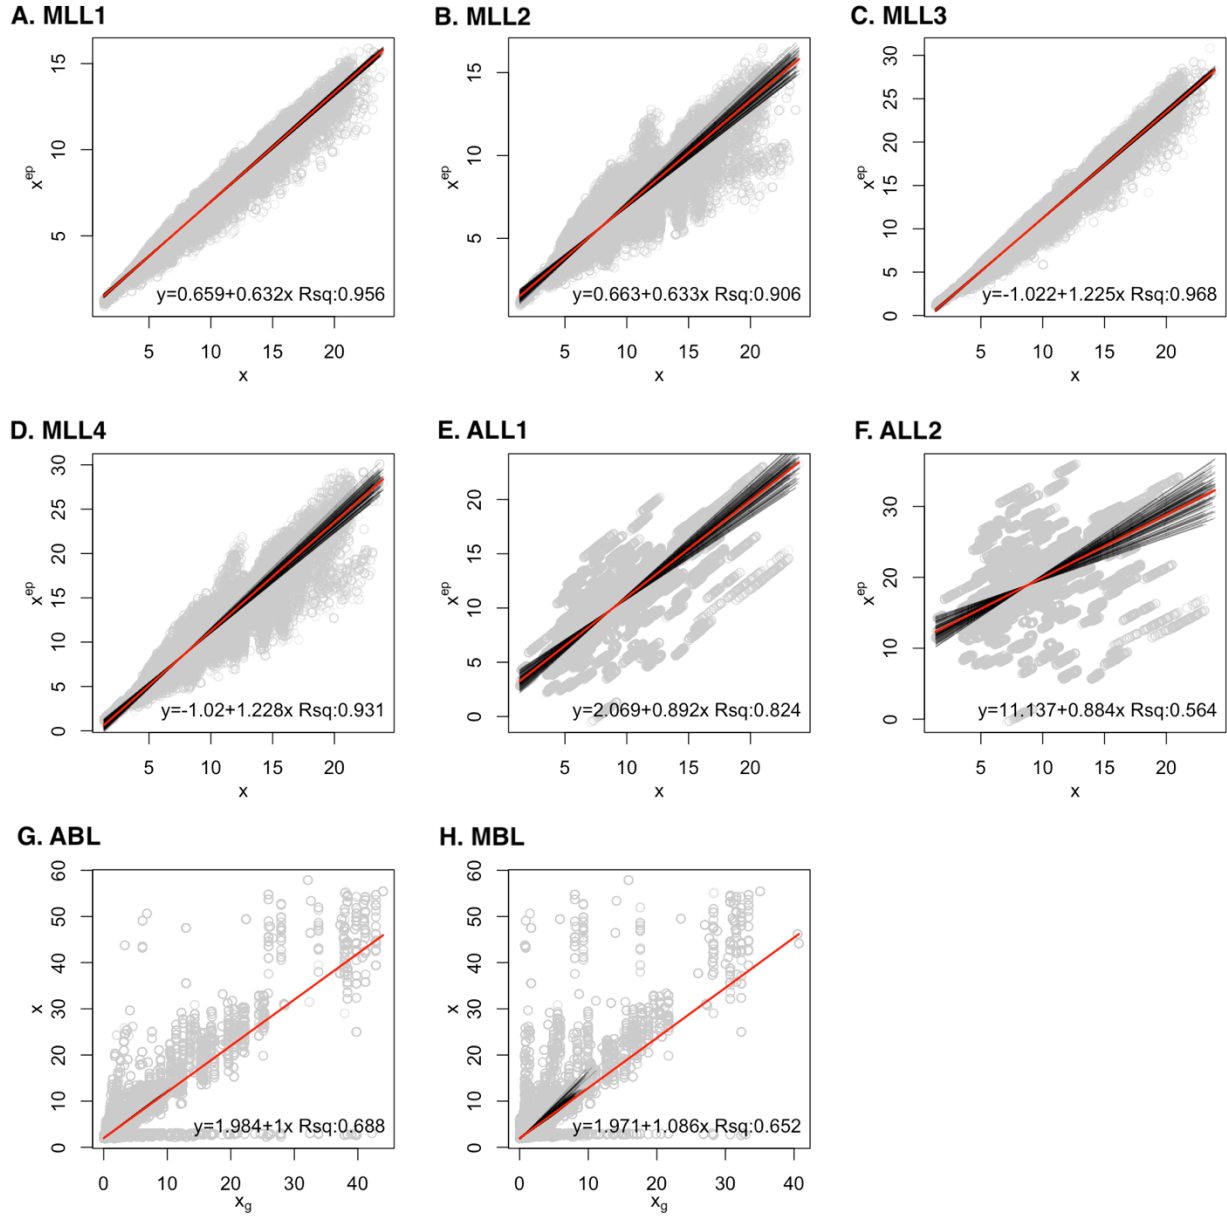 A. MLL1
x^ep
15
10
5
y=0.659+0.632x Rsq:0.956
5 10 15 20
x
B. MLL2
x^ep
15
10
5
y=0.663+0.633x Rsq:0.906
5 10 15 20
x
C. MLL3
x^ep
30
25
20
15
10
5
0
y=-1.022+1.225x Rsq:0.968
5 10 15 20
x
D. MLL4
x^ep
30
25
20
15
10
5
0
y=-1.02+1.228x Rsq:0.931
5 10 15 20
x
E. ALL1
x^ep
20
15
10
5
0
y=2.069+0.892x Rsq:0.824
5 10 15 20
x
F. ALL2
x^ep
30
20
10
0
y=11.137+0.884x Rsq:0.564
5 10 15 20
x
G. ABL
x
60
50
40
30
20
10
0
y=1.984+1x Rsq:0.688
0 10 20 30 40
x_g
H. MBL
x
60
50
40
30
20
10
0
y=1.971+1.086x Rsq:0.652
0 10 20 30 40
x_g